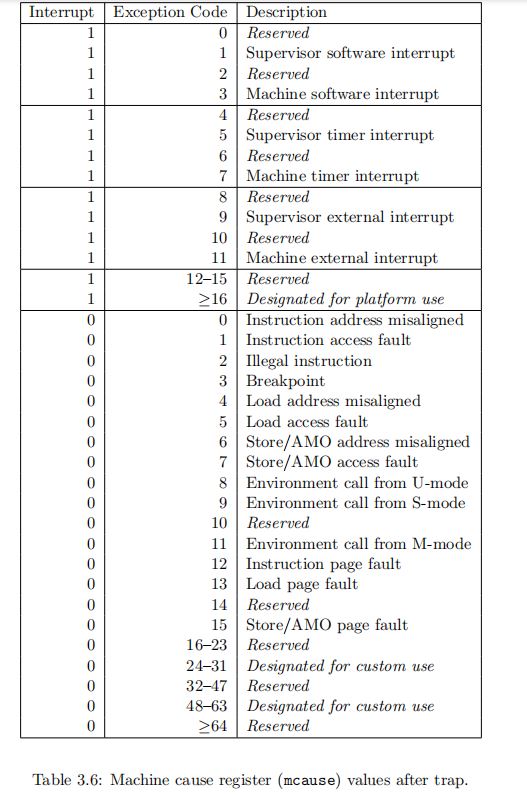 Interrupt Exception Code Description
1 0 Reserved
1 1 Supervisor software interrupt
1 2 Reserved
1 3 Machine software interrupt
1 4 Reserved
1 5 Supervisor timer interrupt
1 6 Reserved
1 7 Machine timer interrupt
1 8 Reserved
1 9 Supervisor external interrupt
1 10 Reserved
1 11 Machine external interrupt
1 12–15 Reserved
1 ≥16 Designated for platform use
0 0 Instruction address misaligned
0 1 Instruction access fault
0 2 Illegal instruction
0 3 Breakpoint
0 4 Load address misaligned
0 5 Load access fault
0 6 Store/AMO address misaligned
0 7 Store/AMO access fault
0 8 Environment call from U-mode
0 9 Environment call from S-mode
0 10 Reserved
0 11 Environment call from M-mode
0 12 Instruction page fault
0 13 Load page fault
0 14 Reserved
0 15 Store/AMO page fault
0 16–23 Reserved
0 24–31 Designated for custom use
0 32–47 Reserved
0 48–63 Designated for custom use
0 ≥64 Reserved
Table 3.6: Machine cause register (mcause) values after trap.